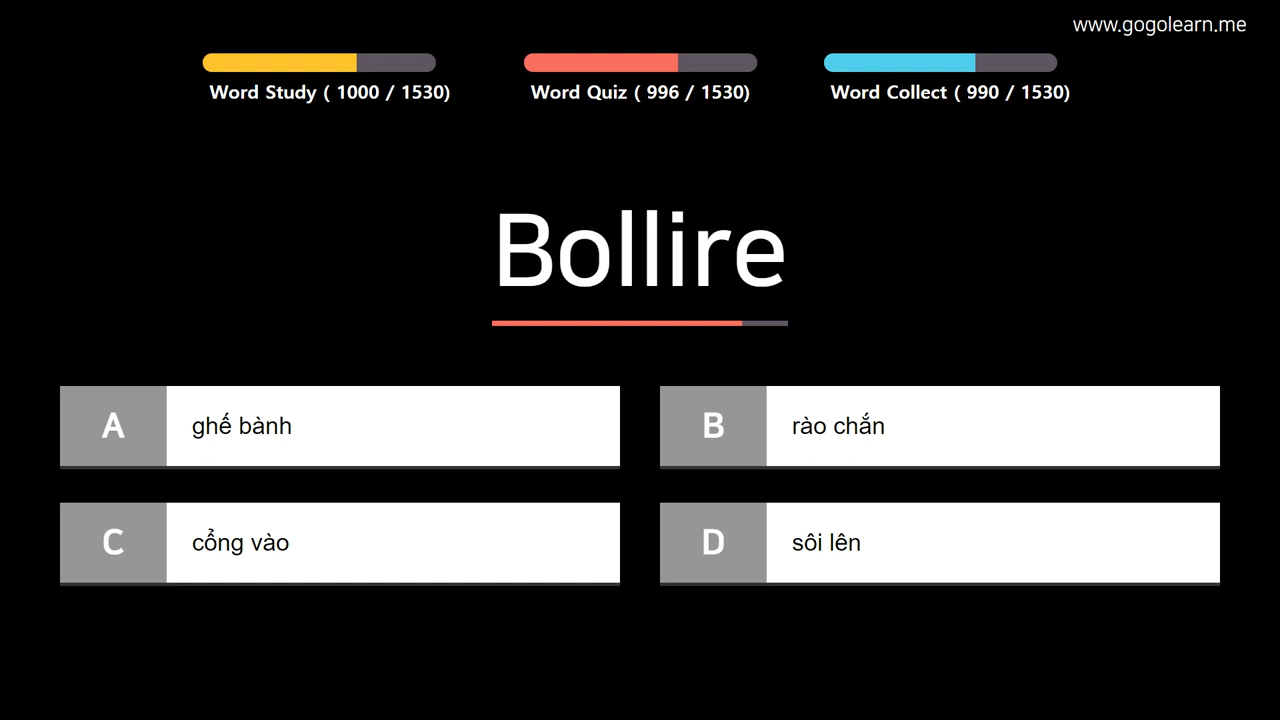 www.gogolearn.me
Word Study ( 1000 / 1530)
Word Quiz ( 996 / 1530)
Word Collect ( 990 / 1530)
Bollire
A ghế bành
B rào chắn
C cổng vào
D sôi lên